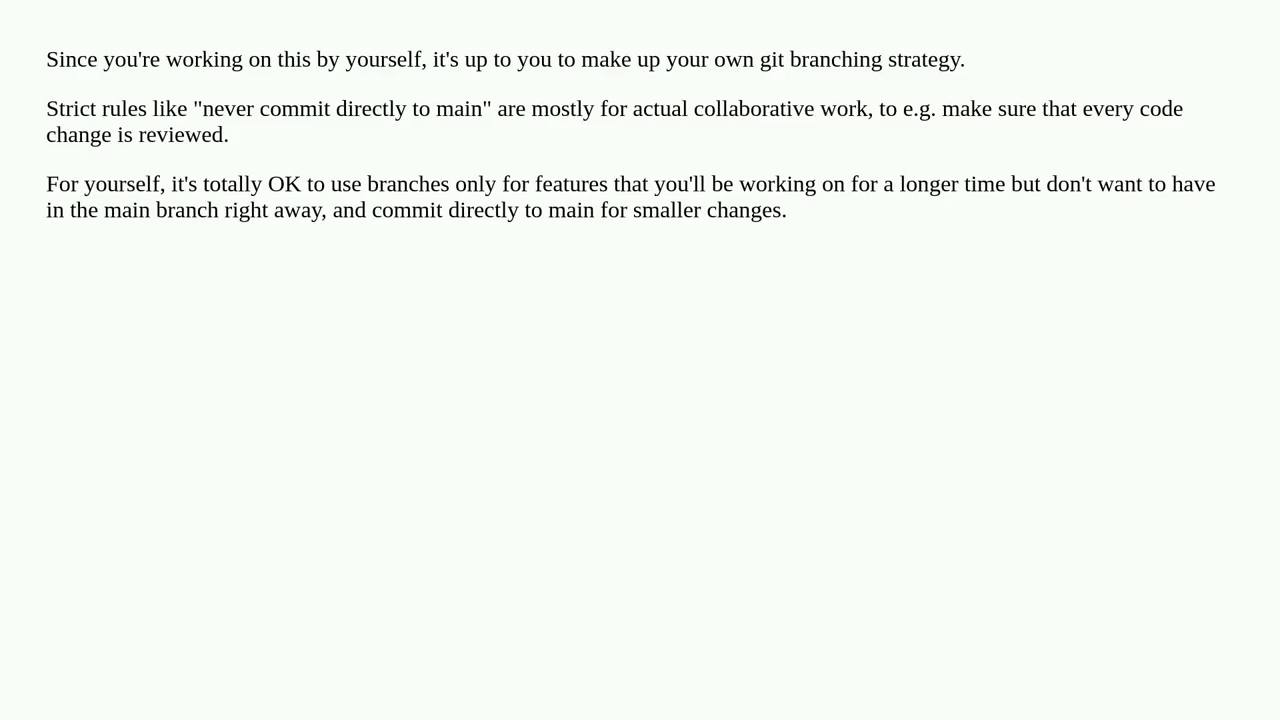 Since you're working on this by yourself, it's up to you to make up your own git branching strategy.
Strict rules like "never commit directly to main" are mostly for actual collaborative work, to e.g. make sure that every code
change is reviewed.
For yourself, it's totally OK to use branches only for features that you'll be working on for a longer time but don't want to have
in the main branch right away, and commit directly to main for smaller changes.